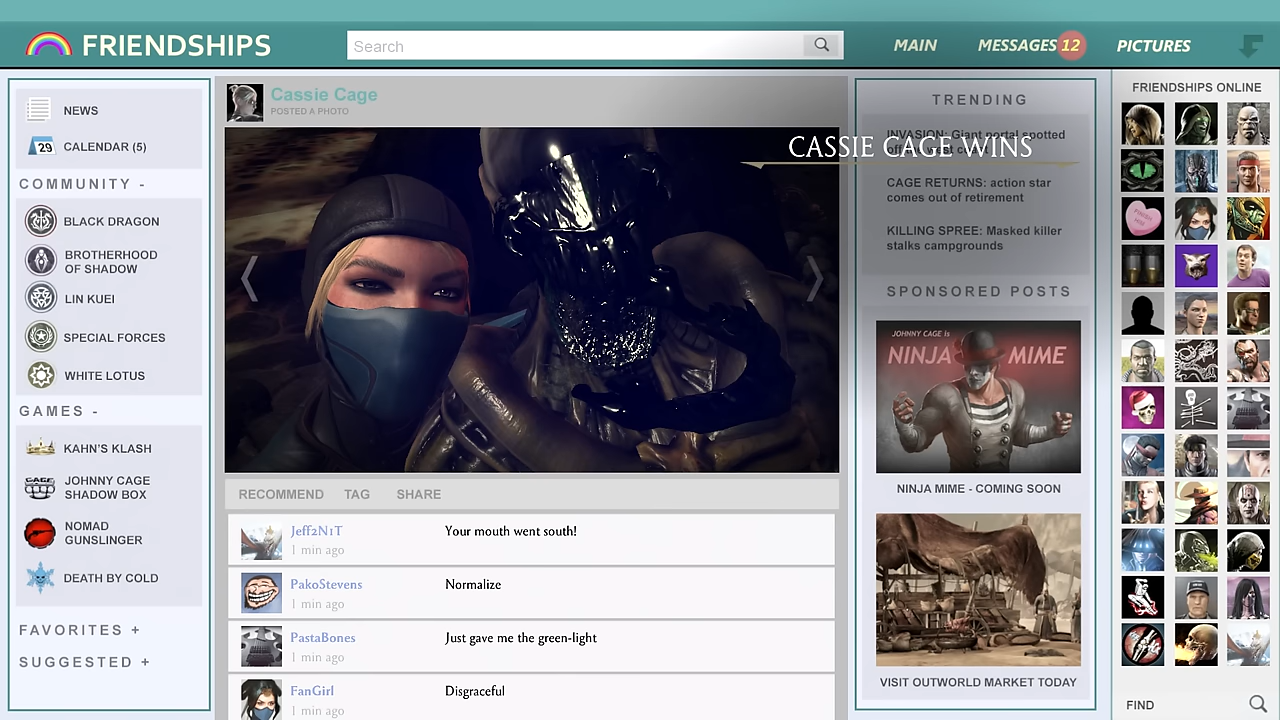 FRIENDSHIPS
Search
MAIN
MESSAGES 12
PICTURES
29
NEWS
CALENDAR (5)
COMMUNITY -
BLACK DRAGON
BROTHERHOOD
OF SHADOW
LIN KUEI
SPECIAL FORCES
WHITE LOTUS
GAMES -
KAHN'S KLASH
CAGE
JOHNNY CAGE
SHADOW BOX
NOMAD
GUNSLINGER
DEATH BY COLD
FAVORITES +
SUGGESTED +
Cassie Cage
POSTED A PHOTO
RECOMMEND TAG SHARE
Jeff2N1T
1 min ago
Your mouth went south!
PakoStevens
1 min ago
Normalize
PastaBones
1 min ago
Just gave me the green-light
FanGirl
1 min ago
Disgraceful
TRENDING
INVASION: Giant portal spotted
CASSIE CAGE WINS
CAGE RETURNS: action star
comes out of retirement
KILLING SPREE: Masked killer
stalks campgrounds
SPONSORED POSTS
JOHNNY CAGE is
NINJA MIME
NINJA MIME - COMING SOON
VISIT OUTWORLD MARKET TODAY
FRIENDSHIPS ONLINE
FIND